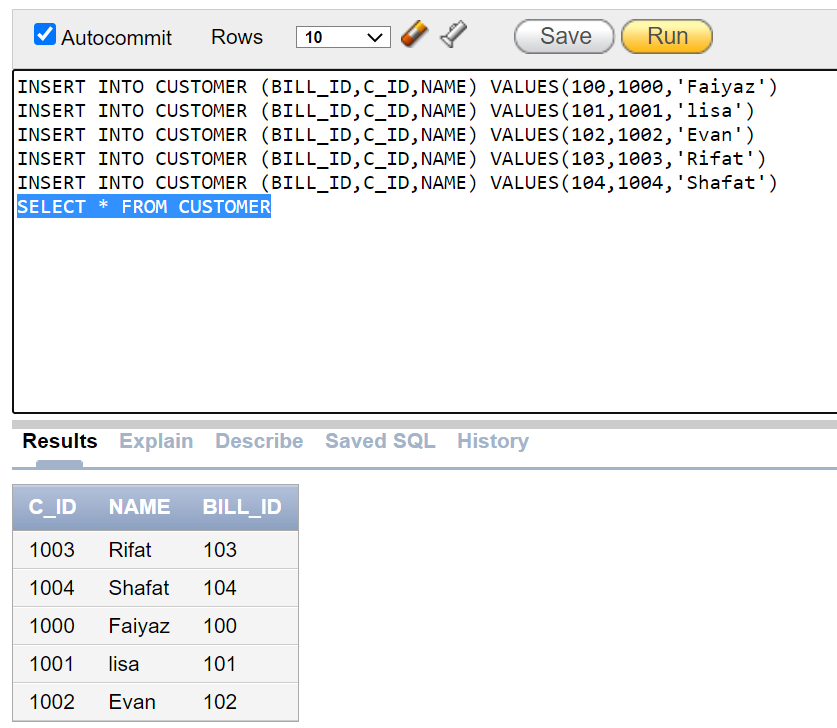 Autocommit Rows 10 Save Run
INSERT INTO CUSTOMER (BILL_ID,C_ID,NAME) VALUES(100,1000,'Faiyaz')
INSERT INTO CUSTOMER (BILL_ID,C_ID,NAME) VALUES(101,1001,'lisa')
INSERT INTO CUSTOMER (BILL_ID,C_ID,NAME) VALUES(102,1002,'Evan')
INSERT INTO CUSTOMER (BILL_ID,C_ID,NAME) VALUES(103,1003,'Rifat')
INSERT INTO CUSTOMER (BILL_ID,C_ID,NAME) VALUES(104,1004,'Shafat')
SELECT * FROM CUSTOMER
Results Explain Describe Saved SQL History
C_ID NAME BILL_ID
1003 Rifat 103
1004 Shafat 104
1000 Faiyaz 100
1001 lisa 101
1002 Evan 102